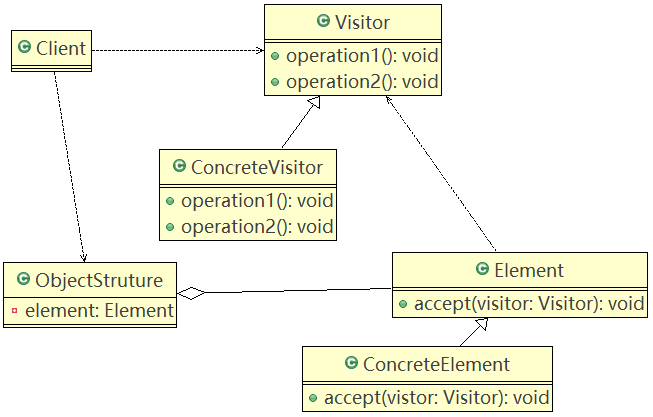 Visitor
operation1(): void
operation2(): void
Client
ConcreteVisitor
operation1(): void
operation2(): void
ObjectStruture
element: Element
Element
accept(visitor: Visitor): void
ConcreteElement
accept(vistor: Visitor): void